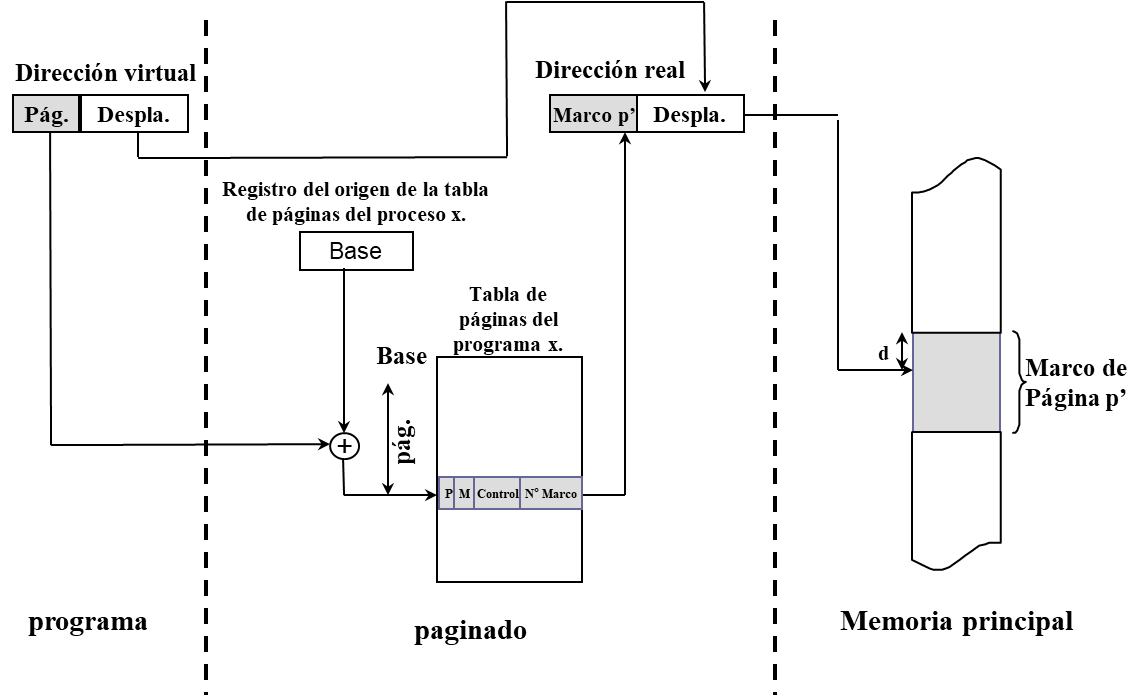 Dirección virtual
Pág. Despla.
Dirección real
Marco p’ Despla.
Registro del origen de la tabla
de páginas del proceso x.
Base
Tabla de
páginas del
programa x.
Base
pág.
+
P M Control N° Marco
d
Marco de
Página p’
programa
paginado
Memoria principal